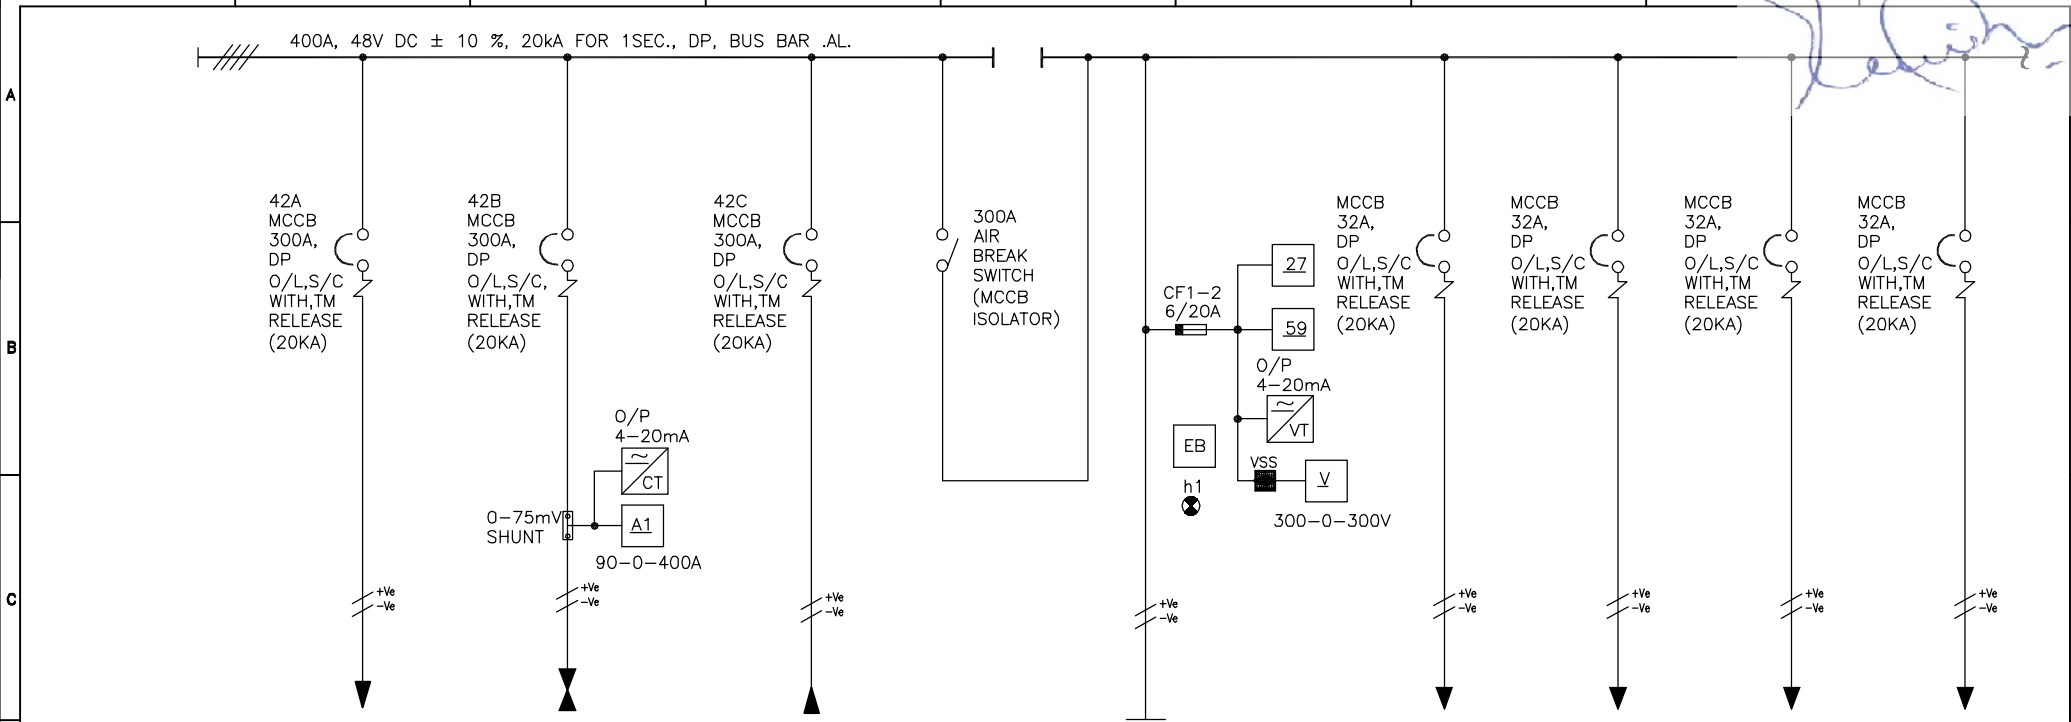 400A, 48V DC ± 10 %, 20kA FOR 1SEC., DP, BUS BAR .AL.
A
B
C
42A
MCCB
300A,
DP
O/L,S/C
WITH,TM
RELEASE
(20KA)
42B
MCCB
300A,
DP
O/L,S/C,
WITH,TM
RELEASE
(20KA)
O/P
4-20mA
~
CT
0-75mV
SHUNT
A1
90-0-400A
42C
MCCB
300A,
DP
O/L,S/C
WITH,TM
RELEASE
(20KA)
300A
AIR
BREAK
SWITCH
(MCCB
ISOLATOR)
CF1-2
6/20A
27
59
O/P
4-20mA
~
VT
EB
h1
VSS
V
300-0-300V
MCCB
32A,
DP
O/L,S/C
WITH,TM
RELEASE
(20KA)
MCCB
32A,
DP
O/L,S/C
WITH,TM
RELEASE
(20KA)
MCCB
32A,
DP
O/L,S/C
WITH,TM
RELEASE
(20KA)
MCCB
32A,
DP
O/L,S/C
WITH,TM
RELEASE
(20KA)
+Ve
-Ve
+Ve
-Ve
+Ve
-Ve
+Ve
-Ve
+Ve
-Ve
+Ve
-Ve
+Ve
-Ve
+Ve
-Ve